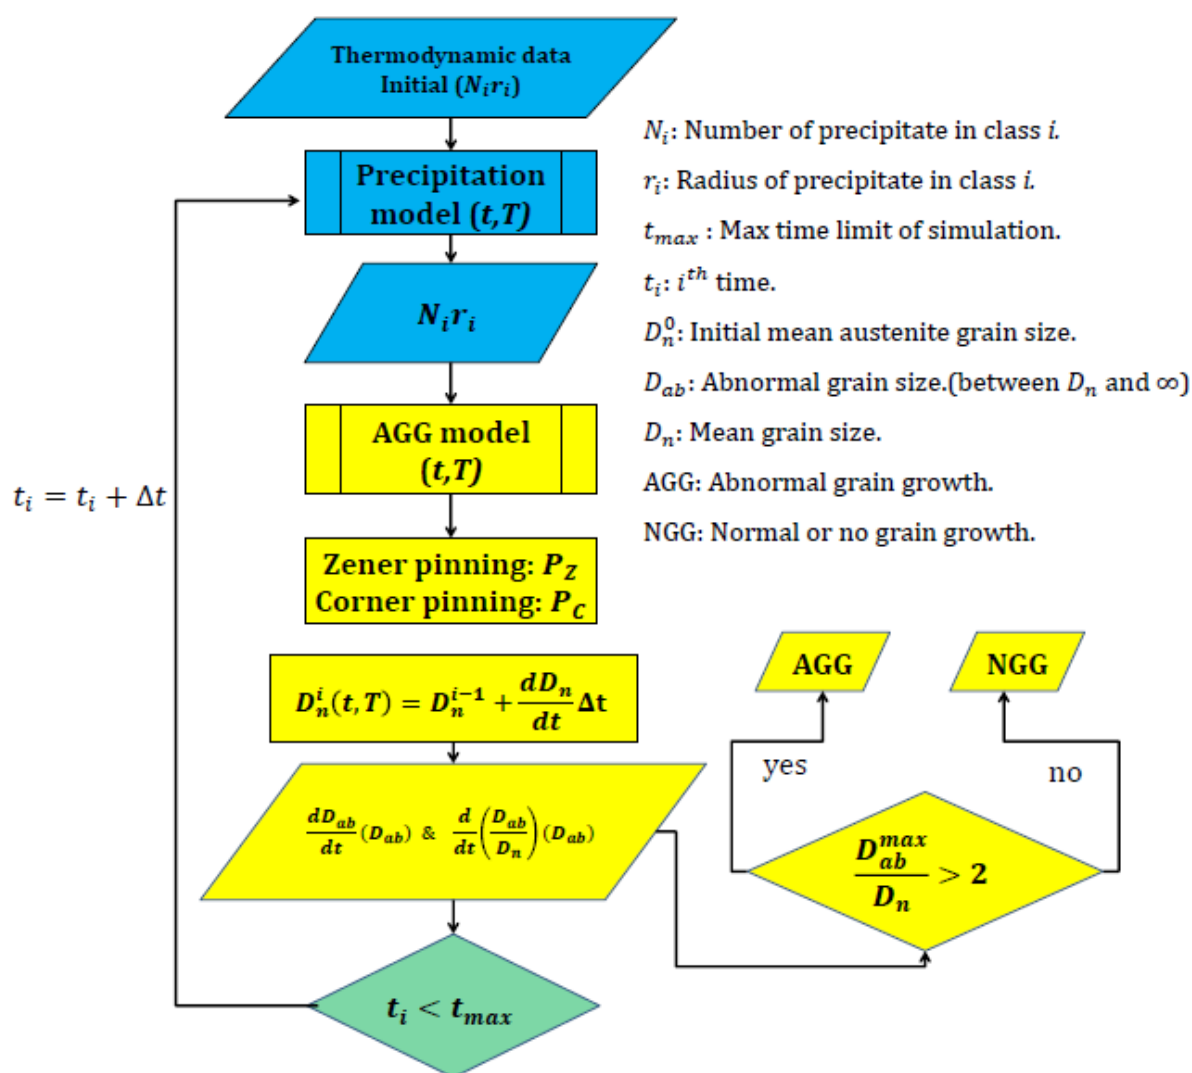 Thermodynamic data
Initial (Nᵢrᵢ)
Precipitation
model (t,T)
Nᵢrᵢ
AGG model
(t,T)
Zener pinning: P_Z
Corner pinning: P_C
D_n^i(t, T) = D_n^{i−1} + dD_n/dt Δt
dD_ab/dt (D_ab) & d/dt (D_ab/D_n) (D_ab)
t_i < t_max
t_i = t_i + Δt
N_i: Number of precipitate in class i.
r_i: Radius of precipitate in class i.
t_max : Max time limit of simulation.
t_i: i^th time.
D_n^0: Initial mean austenite grain size.
D_ab: Abnormal grain size.(between D_n and ∞)
D_n: Mean grain size.
AGG: Abnormal grain growth.
NGG: Normal or no grain growth.
AGG
NGG
yes
no
D_ab^max/D_n > 2